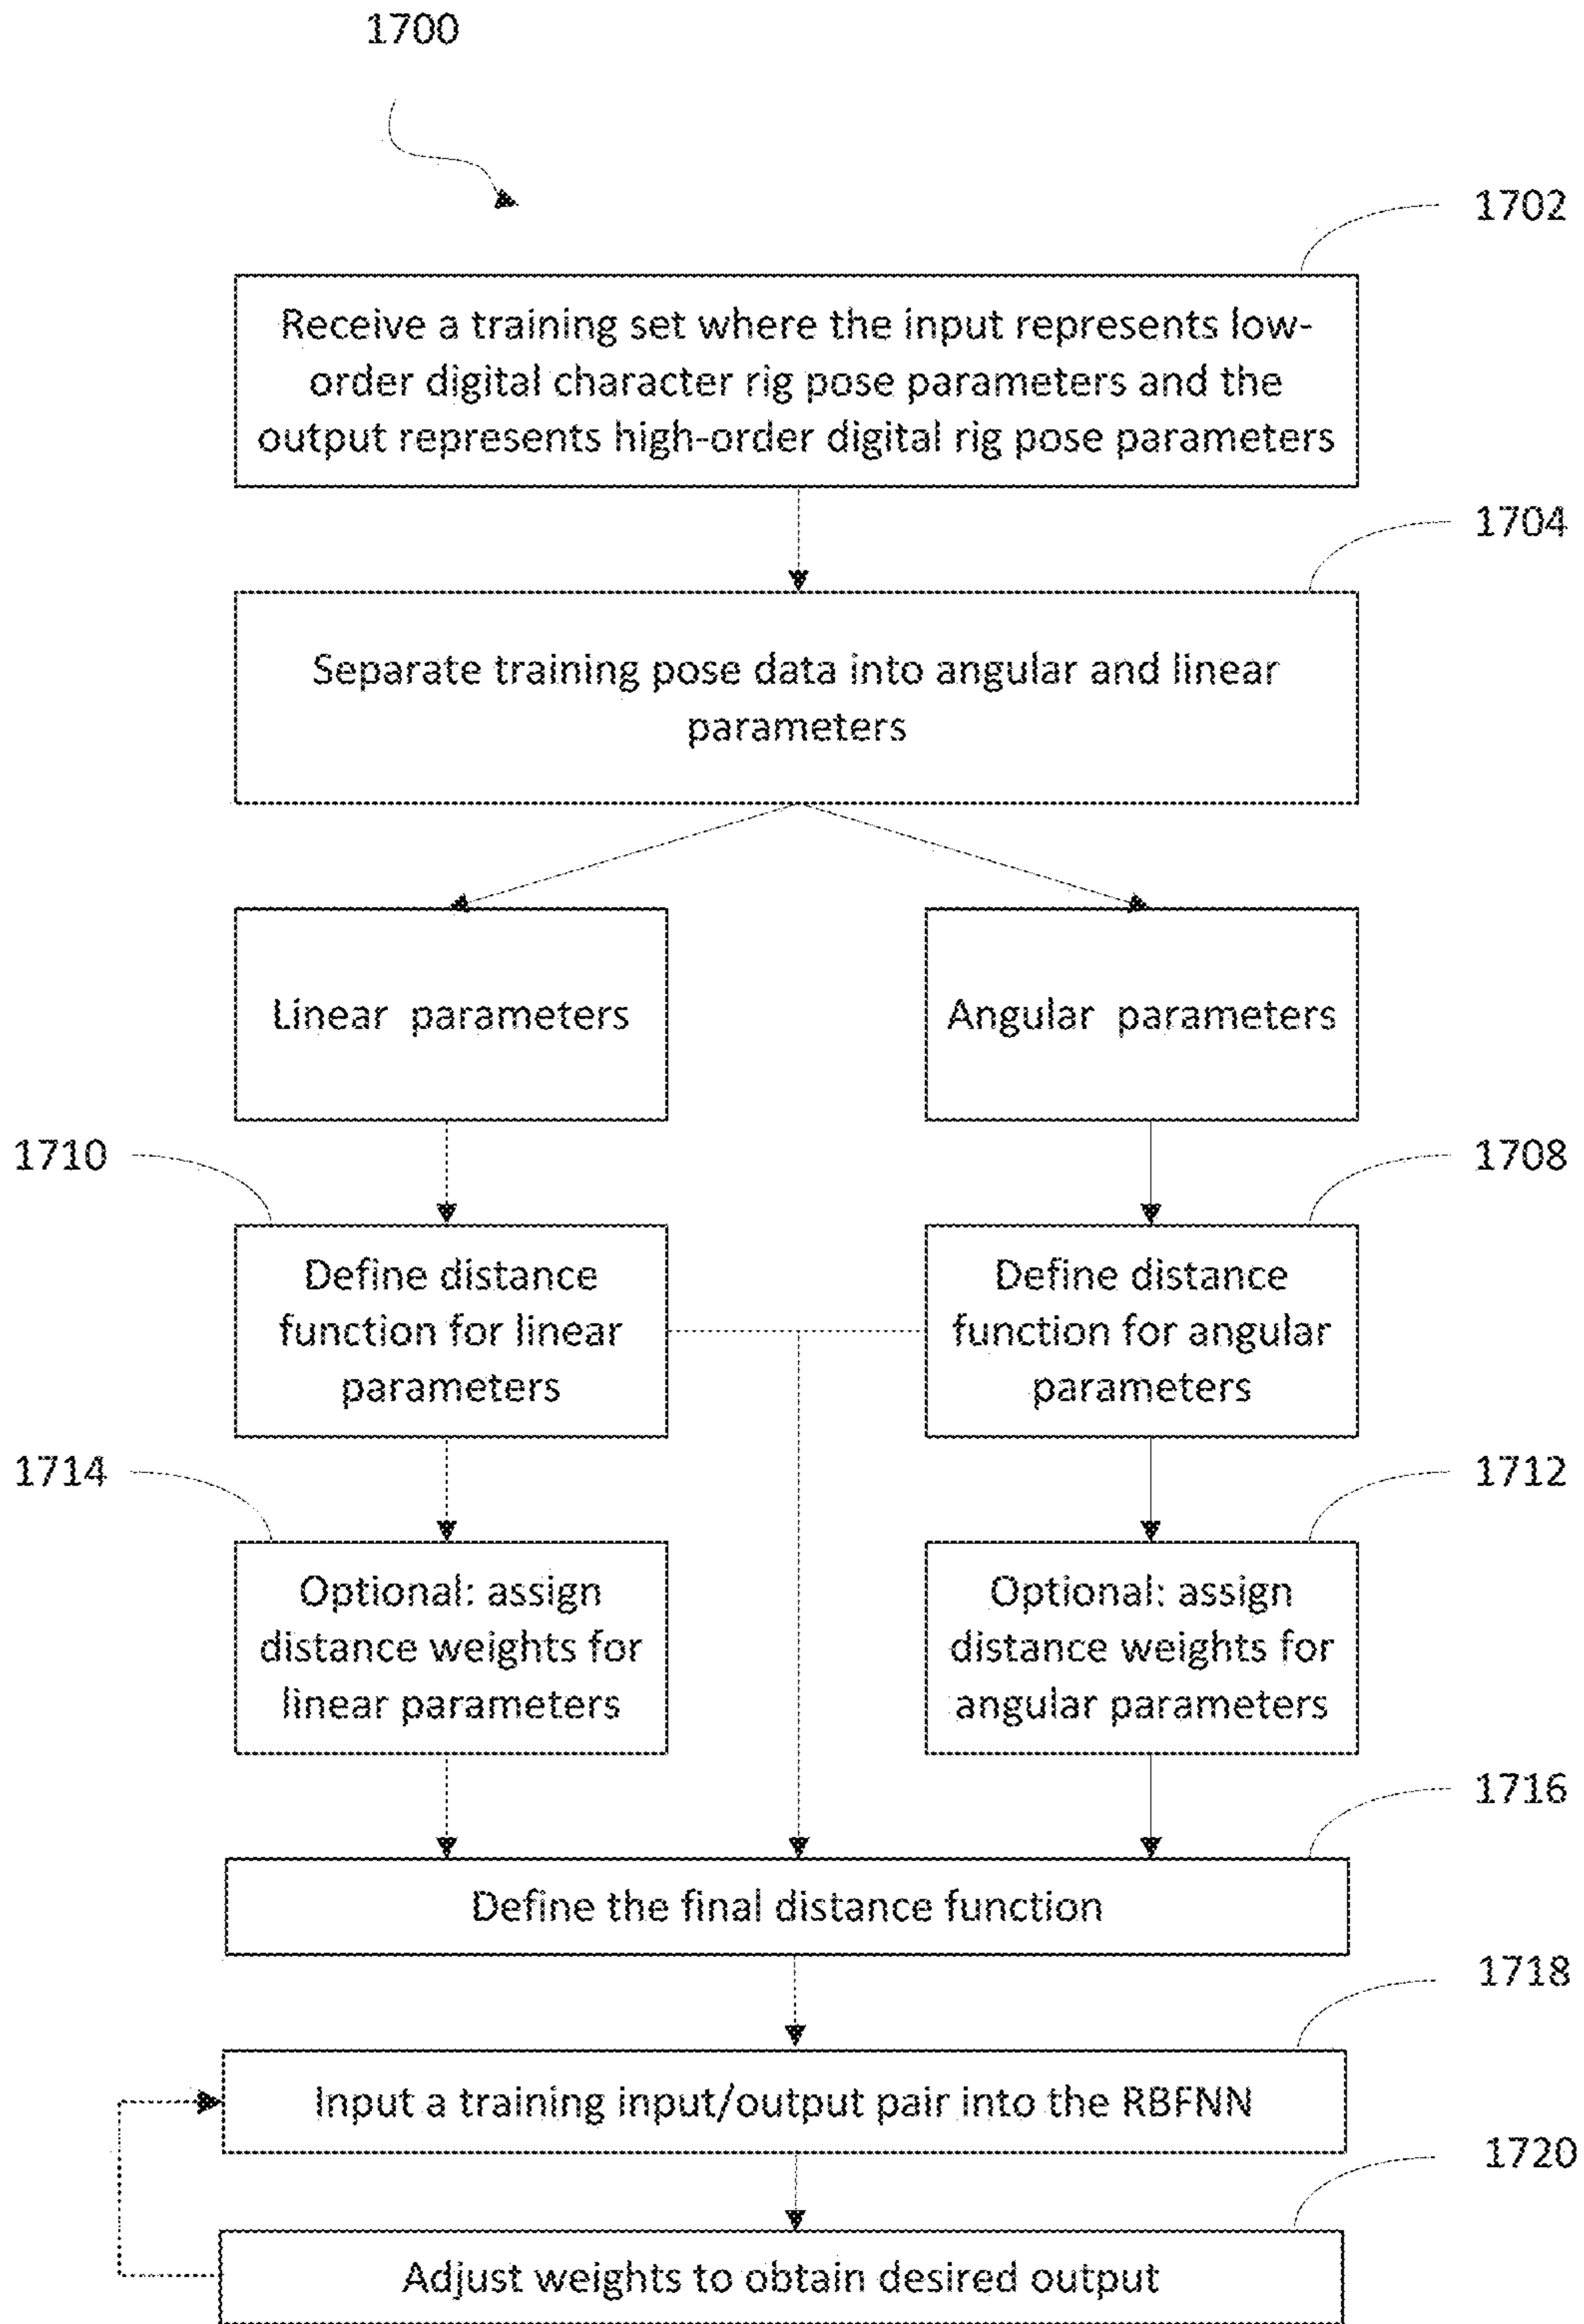 1700
1702
Receive a training set where the input represents low-
order digital character rig pose parameters and the
output represents high-order digital rig pose parameters
1704
Separate training pose data into angular and linear
parameters
Linear parameters
Angular parameters
1710
1708
Define distance
function for linear
parameters
Define distance
function for angular
parameters
1714
1712
Optional: assign
distance weights for
linear parameters
Optional: assign
distance weights for
angular parameters
1716
Define the final distance function
1718
Input a training input/output pair into the RBFNN
1720
Adjust weights to obtain desired output